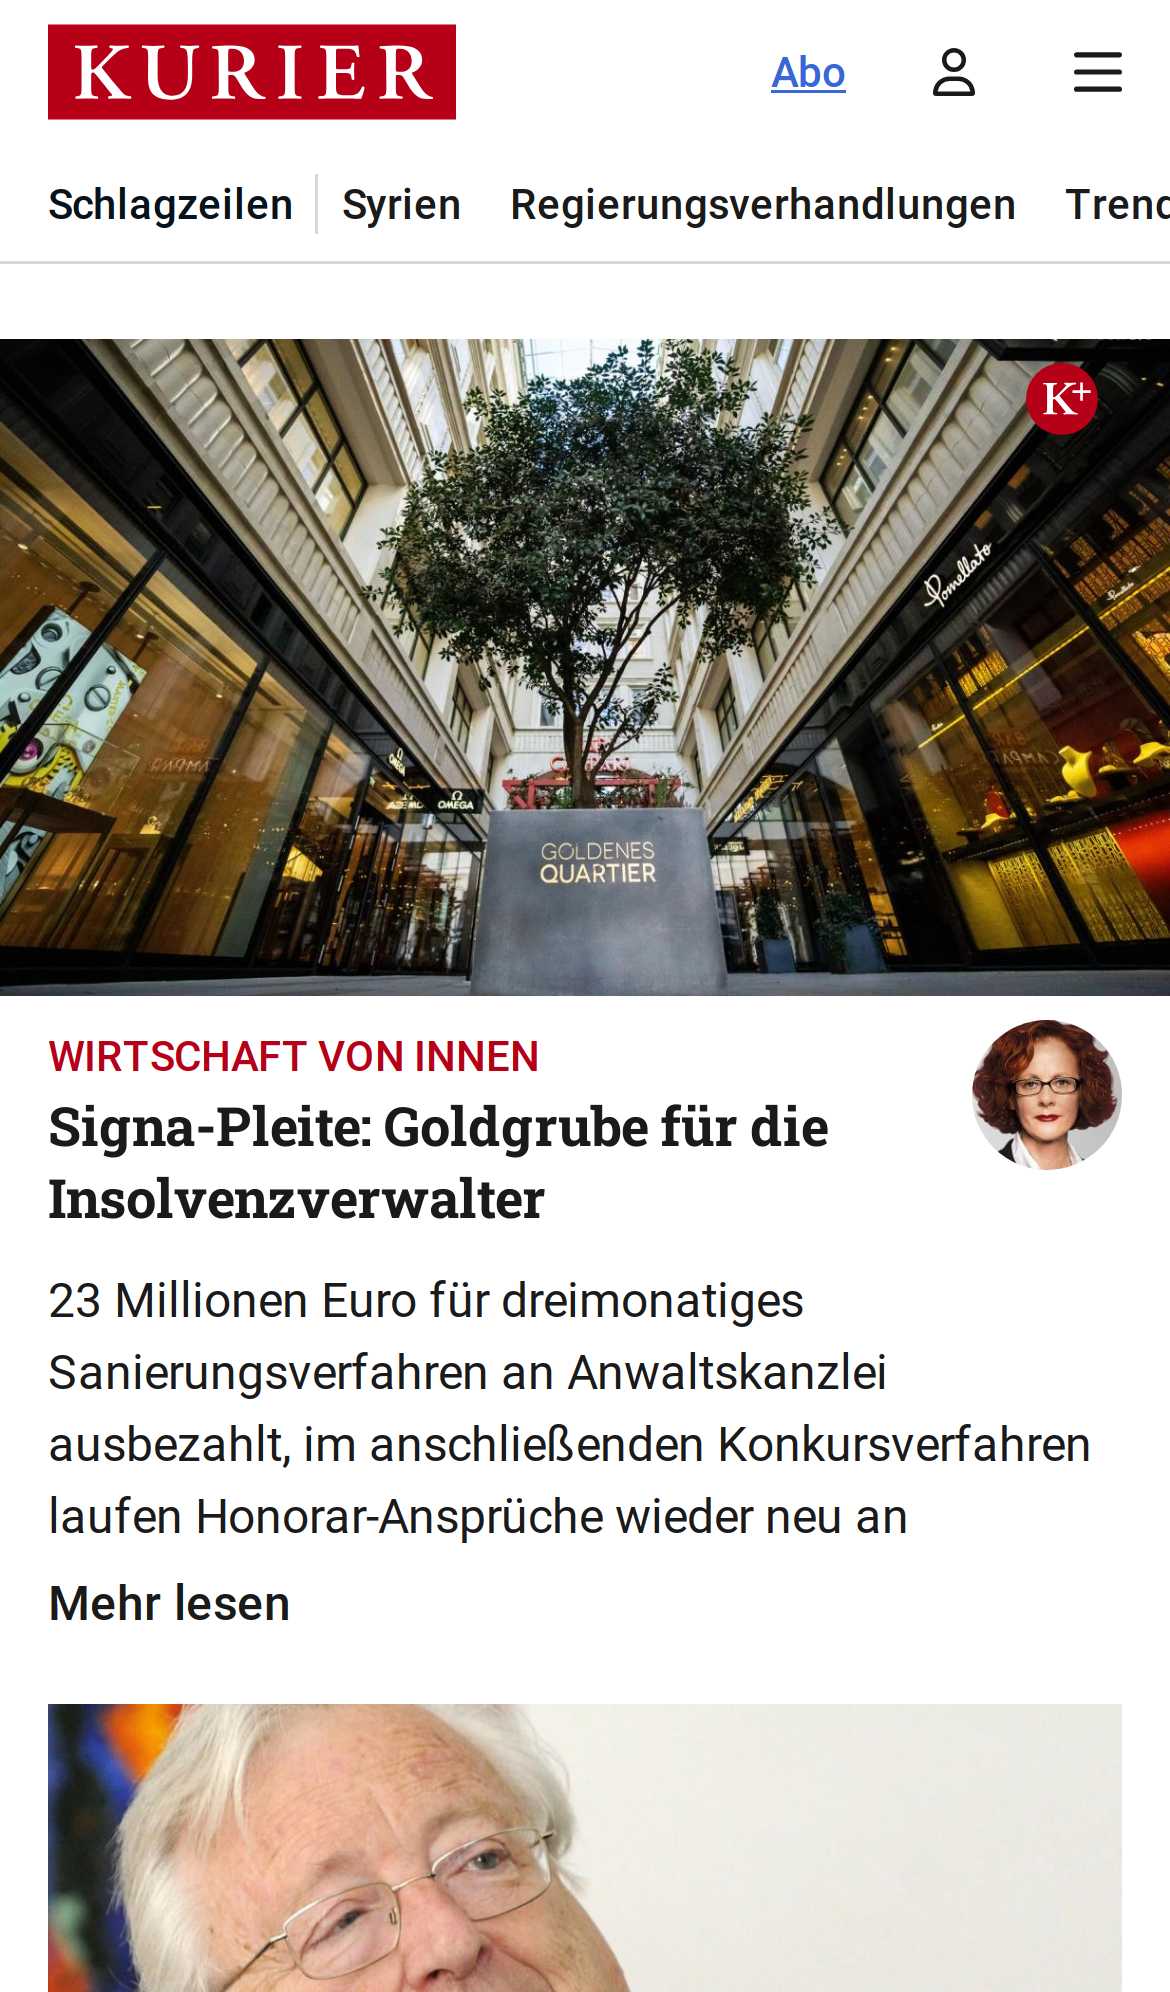 KURIER
Abo
Schlagzeilen
Syrien
Regierungsverhandlungen
Trend
K+
Pomellato
OMEGA
OMEGA
GOLDENES
QUARTIER
WIRTSCHAFT VON INNEN
Signa-Pleite: Goldgrube für die
Insolvenzverwalter
23 Millionen Euro für dreimonatiges
Sanierungsverfahren an Anwaltskanzlei
ausbezahlt, im anschließenden Konkursverfahren
laufen Honorar-Ansprüche wieder neu an
Mehr lesen